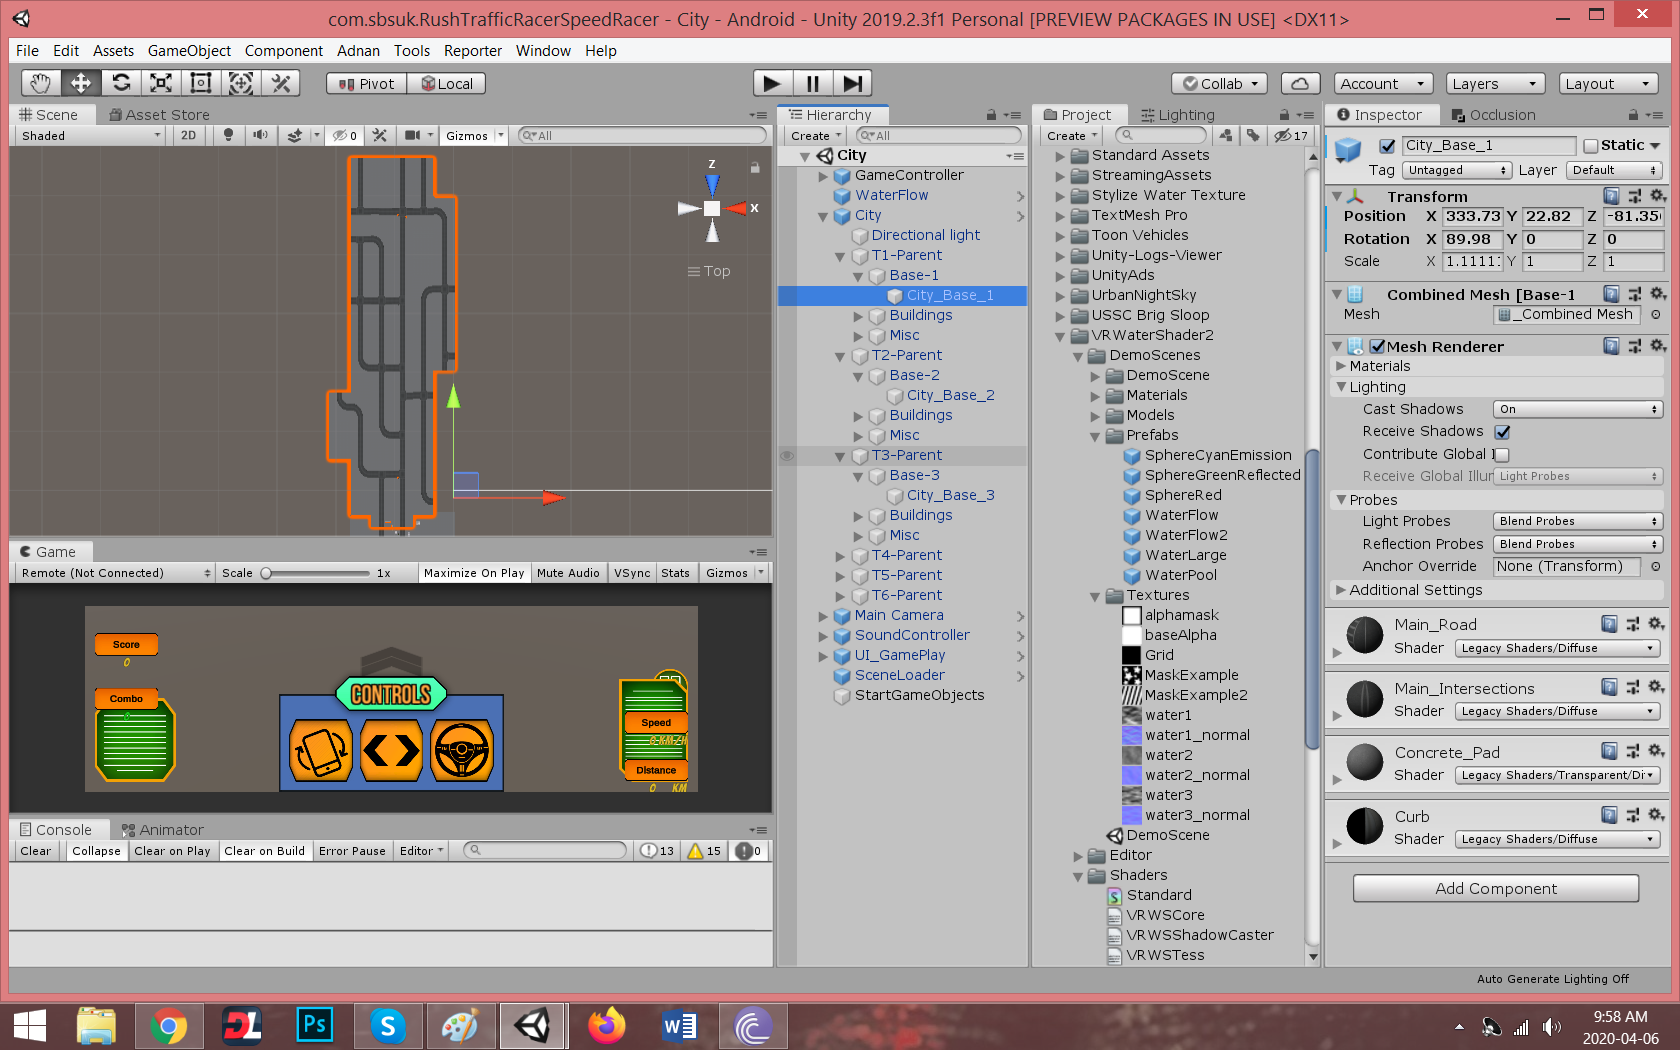 com.sbsuk.RushTrafficRacerSpeedRacer - City - Android - Unity 2019.2.3f1 Personal [PREVIEW PACKAGES IN USE] <DX11>
File Edit Assets GameObject Component Adnan Tools Reporter Window Help
Pivot Local Collab Account Layers Layout
Scene Asset Store
Shaded 2D 0 Gizmos All
z
x
Top
Game
Remote (Not Connected) Scale 1x Maximize On Play Mute Audio VSync Stats Gizmos
Score
0
Combo
CONTROLS
Speed
0 KM/H
Distance
0 KM
Console Animator
Clear Collapse Clear on Play Clear on Build Error Pause Editor 13 15 0
Hierarchy
Create All
City
GameController
WaterFlow
City
Directional light
T1-Parent
Base-1
City_Base_1
Buildings
Misc
T2-Parent
Base-2
City_Base_2
Buildings
Misc
T3-Parent
Base-3
City_Base_3
Buildings
Misc
T4-Parent
T5-Parent
T6-Parent
Main Camera
SoundController
UI_GamePlay
SceneLoader
StartGameObjects
Project Lighting
Create 17
Standard Assets
StreamingAssets
Stylize Water Texture
TextMesh Pro
Toon Vehicles
Unity-Logs-Viewer
UnityAds
UrbanNightSky
USSC Brig Sloop
VRWaterShader2
DemoScenes
DemoScene
Materials
Models
Prefabs
SphereCyanEmission
SphereGreenReflected
SphereRed
WaterFlow
WaterFlow2
WaterLarge
WaterPool
Textures
alphamask
baseAlpha
Grid
MaskExample
MaskExample2
water1
water1_normal
water2
water2_normal
water3
water3_normal
DemoScene
Editor
Shaders
Standard
VRWSCore
VRWSShadowCaster
VRWSTess
Inspector Occlusion
City_Base_1 Static
Tag Untagged Layer Default
Transform
Position X 333.73 Y 22.82 Z -81.35
Rotation X 89.98 Y 0 Z 0
Scale X 1.1111 Y 1 Z 1
Combined Mesh [Base-1
Mesh _Combined Mesh
Mesh Renderer
Materials
Lighting
Cast Shadows On
Receive Shadows
Contribute Global I
Receive Global Illur Light Probes
Probes
Light Probes Blend Probes
Reflection Probes Blend Probes
Anchor Override None (Transform)
Additional Settings
Main_Road
Shader Legacy Shaders/Diffuse
Main_Intersections
Shader Legacy Shaders/Diffuse
Concrete_Pad
Shader Legacy Shaders/Transparent/Di
Curb
Shader Legacy Shaders/Diffuse
Add Component
Auto Generate Lighting Off
DL Ps S W
9:58 AM
2020-04-06